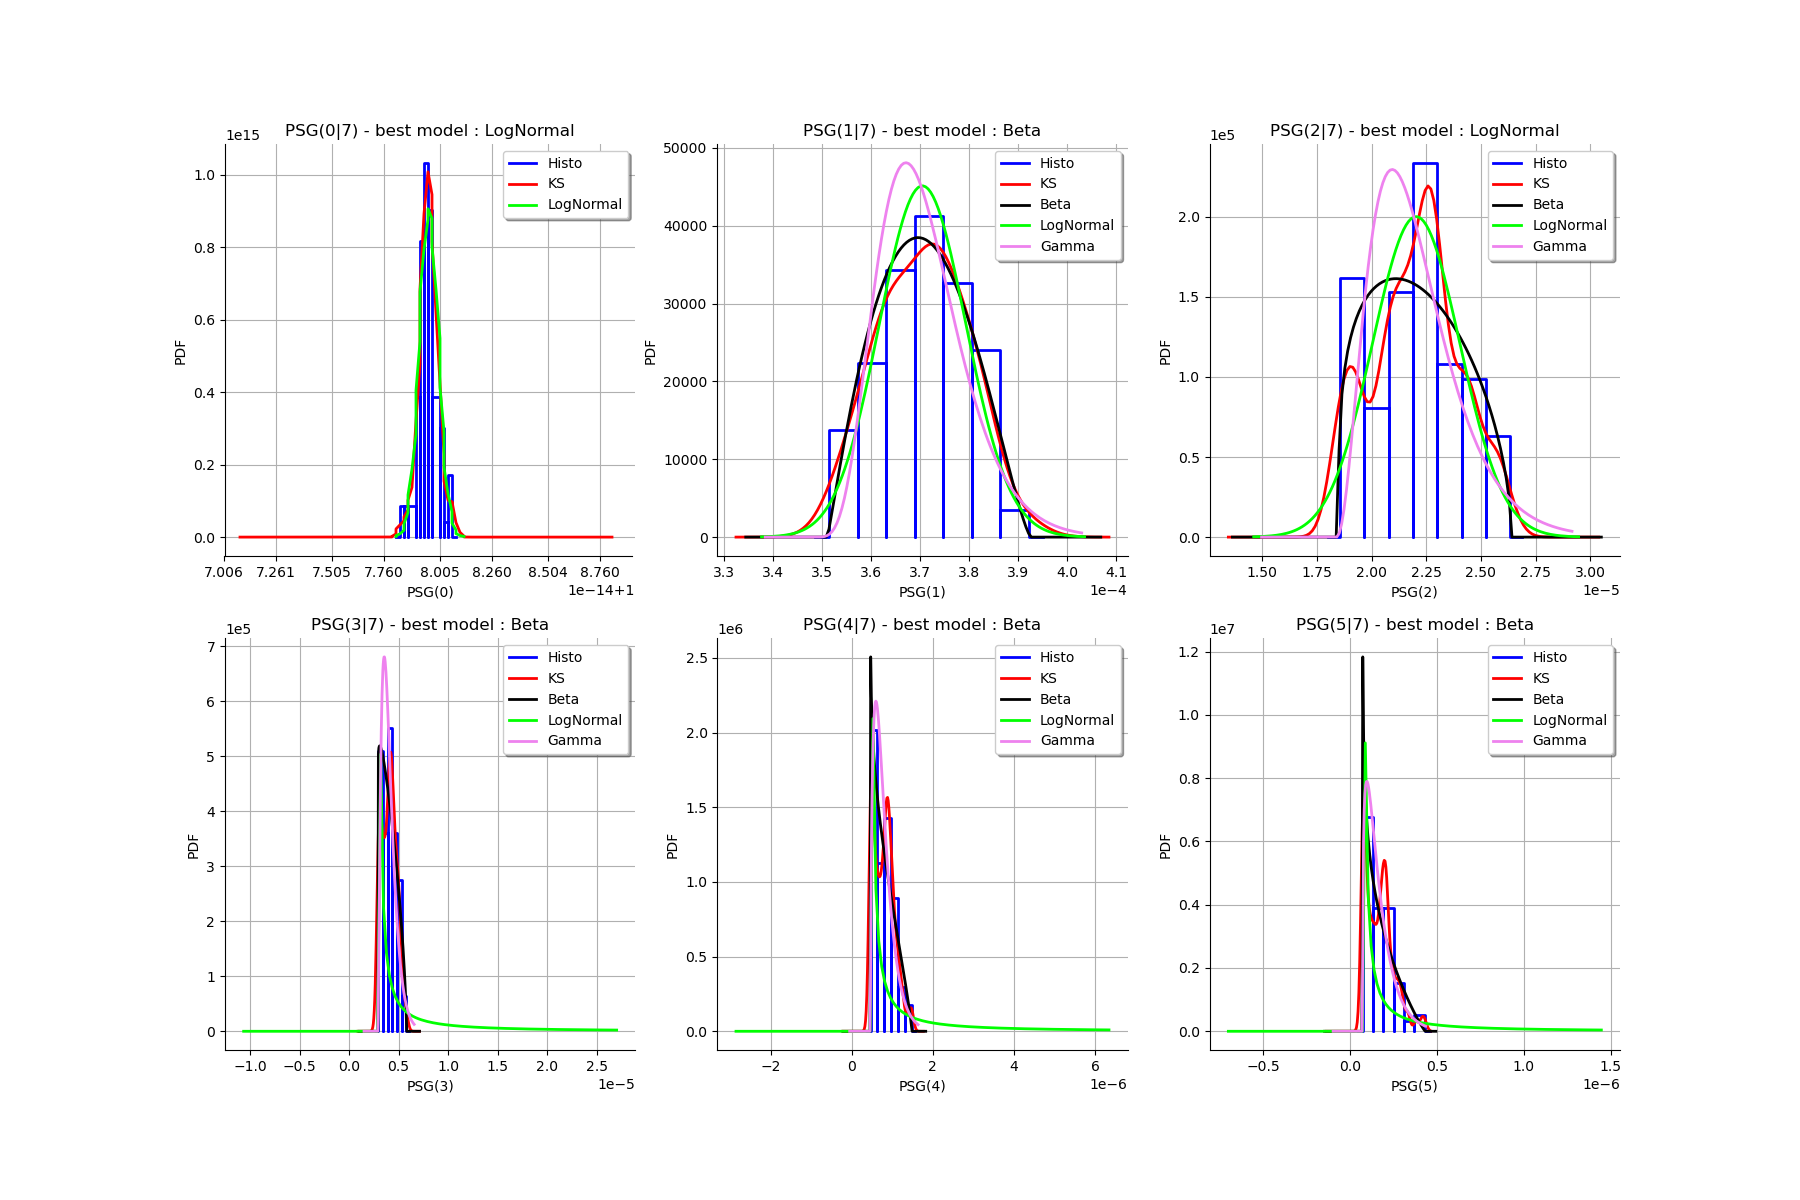 PSG(0|7) - best model : LogNormal
1e15
Histo
KS
LogNormal
1.0
0.8
0.6
0.4
0.2
0.0
PDF
7.006 7.261 7.505 7.760 8.005 8.260 8.504 8.760
PSG(0)
1e−14+1
PSG(1|7) - best model : Beta
Histo
KS
Beta
LogNormal
Gamma
50000
40000
30000
20000
10000
0
PDF
3.3 3.4 3.5 3.6 3.7 3.8 3.9 4.0 4.1
PSG(1)
1e−4
PSG(2|7) - best model : LogNormal
1e5
Histo
KS
Beta
LogNormal
Gamma
2.0
1.5
1.0
0.5
0.0
PDF
1.50 1.75 2.00 2.25 2.50 2.75 3.00
PSG(2)
1e−5
PSG(3|7) - best model : Beta
1e5
Histo
KS
Beta
LogNormal
Gamma
7
6
5
4
3
2
1
0
PDF
−1.0 −0.5 0.0 0.5 1.0 1.5 2.0 2.5
PSG(3)
1e−5
PSG(4|7) - best model : Beta
1e6
Histo
KS
Beta
LogNormal
Gamma
2.5
2.0
1.5
1.0
0.5
0.0
PDF
−2 0 2 4 6
PSG(4)
1e−6
PSG(5|7) - best model : Beta
1e7
Histo
KS
Beta
LogNormal
Gamma
1.2
1.0
0.8
0.6
0.4
0.2
0.0
PDF
−0.5 0.0 0.5 1.0 1.5
PSG(5)
1e−6